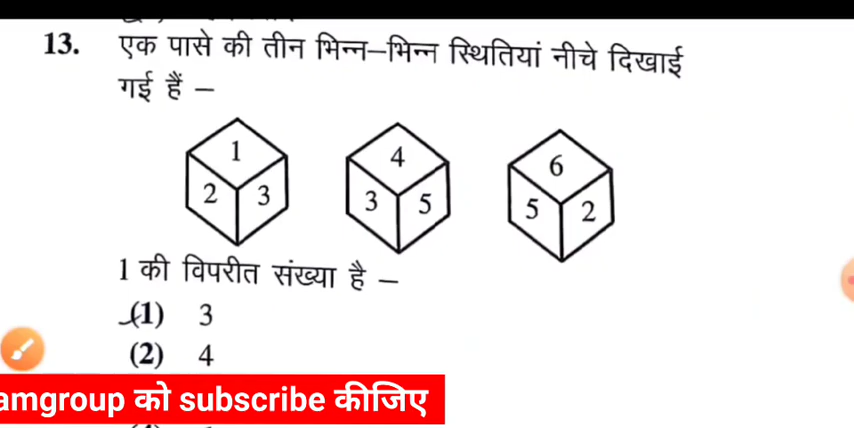 13. एक पासे की तीन भिन्न–भिन्न स्थितियां नीचे दिखाई
गई हैं –
1 4 6
2 3 3 5 5 2
1 की विपरीत संख्या है –
(1) 3
(2) 4
amgroup को subscribe कीजिए